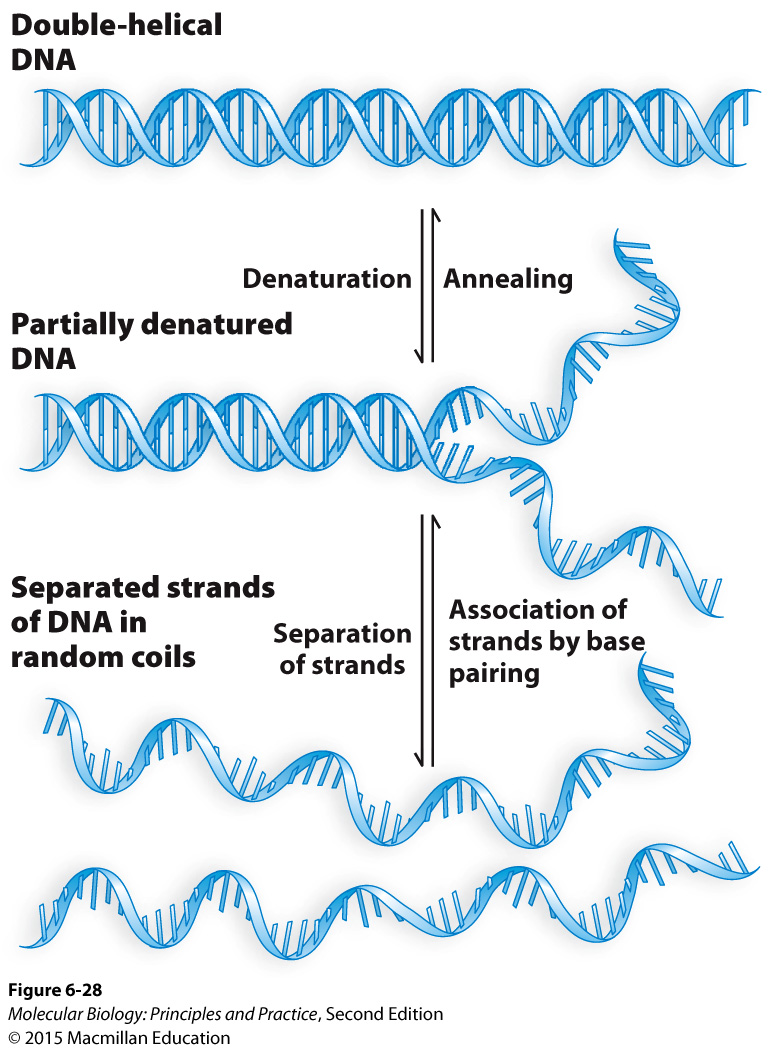 Double-helical
DNA
Denaturation
Annealing
Partially denatured
DNA
Separated strands
of DNA in
random coils
Separation
of strands
Association of
strands by base
pairing
Figure 6-28
Molecular Biology: Principles and Practice, Second Edition
© 2015 Macmillan Education